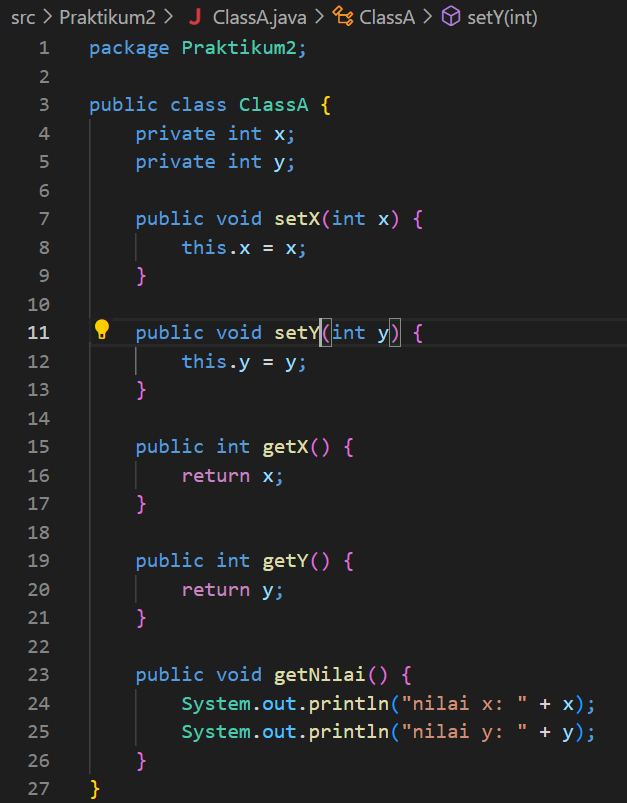 src > Praktikum2 > J ClassA.java > ClassA > setY(int)
1 package Praktikum2;
2
3 public class ClassA {
4     private int x;
5     private int y;
6
7     public void setX(int x) {
8         this.x = x;
9     }
10
11     public void setY(int y) {
12         this.y = y;
13     }
14
15     public int getX() {
16         return x;
17     }
18
19     public int getY() {
20         return y;
21     }
22
23     public void getNilai() {
24         System.out.println("nilai x: " + x);
25         System.out.println("nilai y: " + y);
26     }
27 }